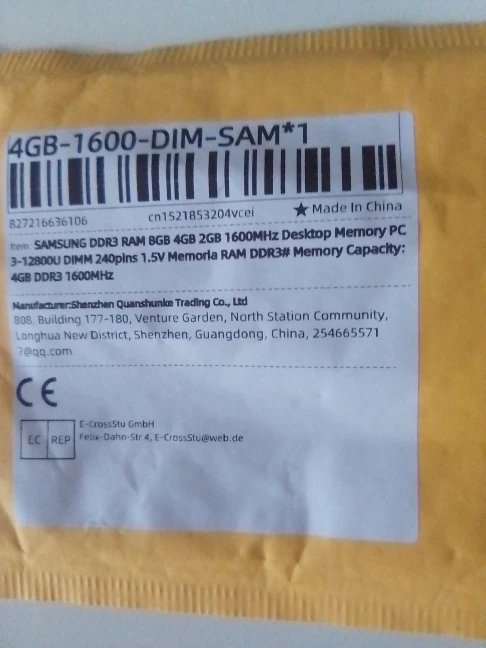 4GB-1600-DIM-SAM*1
827216636106
cn1521853204vcei
★ Made In China
Item: SAMSUNG DDR3 RAM 8GB 4GB 2GB 1600MHz Desktop Memory PC
3-12800U DIMM 240pins 1.5V Memoria RAM DDR3# Memory Capacity:
4GB DDR3 1600MHz
Manufacturer:Shenzhen Quanshunke Trading Co., Ltd
808, Building 177-180, Venture Garden, North Station Community,
Longhua New District, Shenzhen, Guangdong, China, 254665571
7@qq.com
CE
EC REP
E-CrossStu GmbH
Felix-Dahn-Str 4, E-CrossStu@web.de